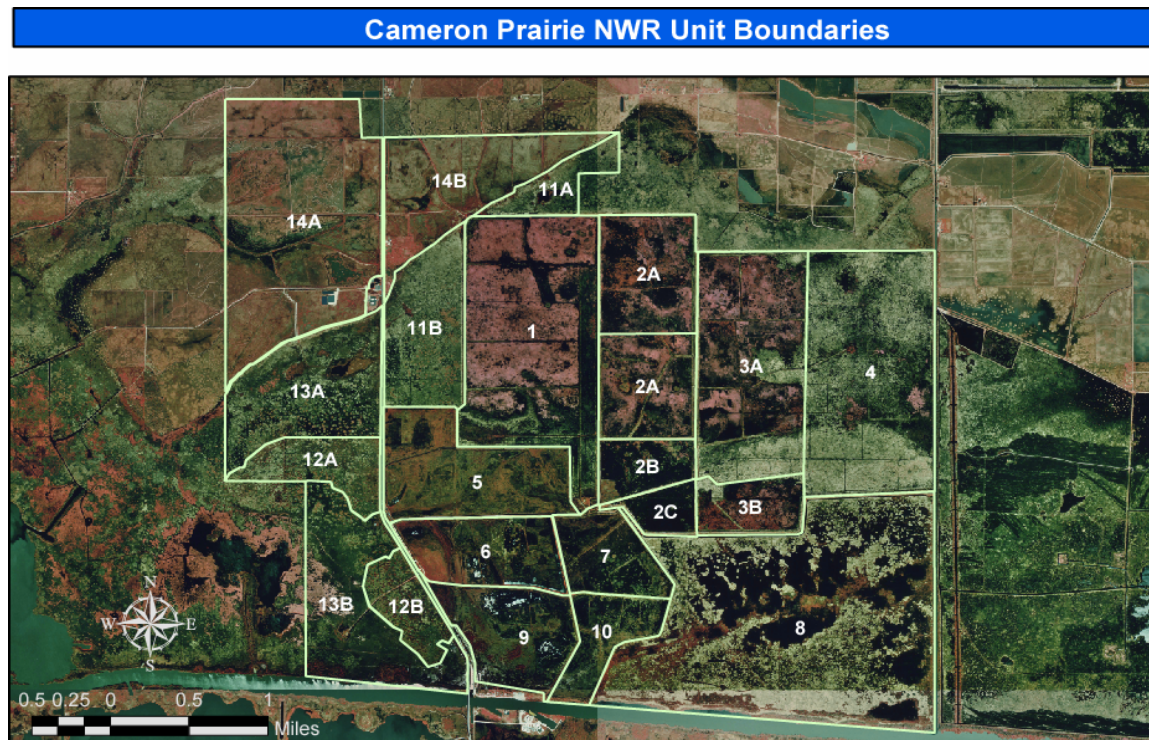 Cameron Prairie NWR Unit Boundaries
14B
11A
14A
2A
11B
1
2A
3A
4
13A
12A
2B
5
2C
3B
6
7
N
13B
12B
W E
9
10
8
S
0.5 0.25 0 0.5 1
Miles